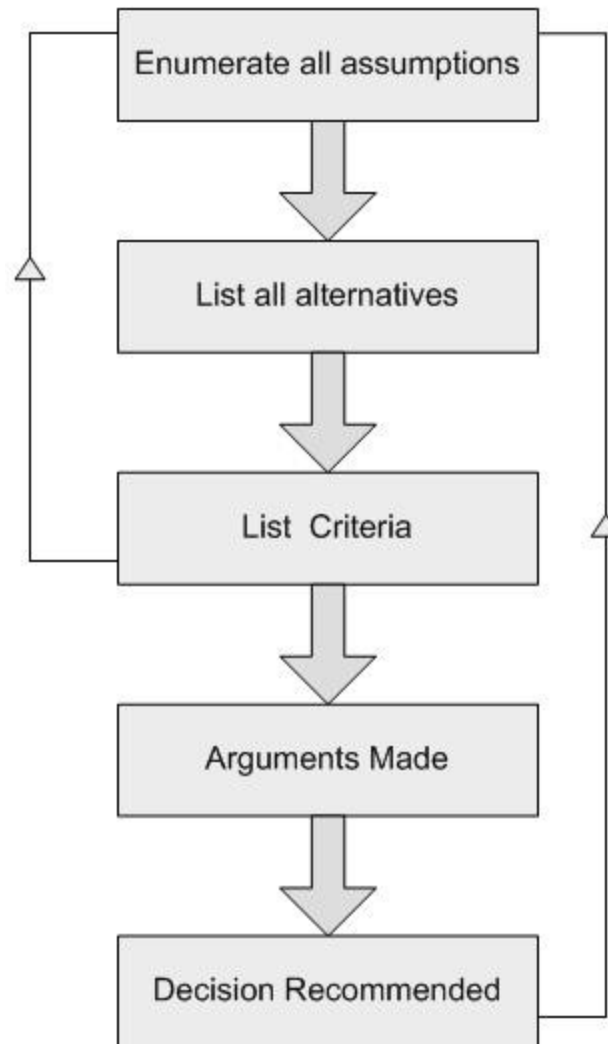 Enumerate all assumptions
List all alternatives
List Criteria
Arguments Made
Decision Recommended